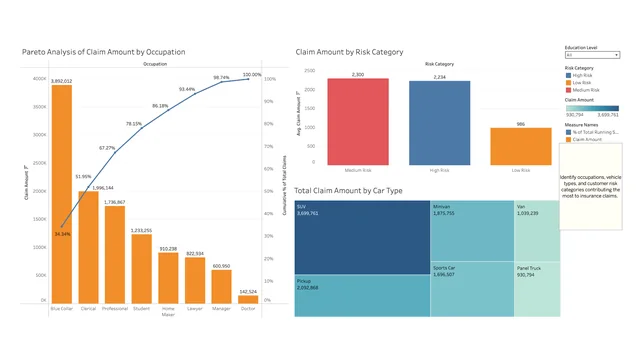 Pareto Analysis of Claim Amount by Occupation
Occupation
Claim Amount
4000K
3500K
3000K
2500K
2000K
1500K
1000K
500K
0K
3,892,012
1,996,144
1,736,867
1,233,255
910,238
822,934
600,950
142,524
34.34%
51.95%
67.27%
78.15%
86.18%
93.44%
98.74%
100.00%
100%
90%
80%
70%
60%
50%
40%
30%
20%
10%
0%
Cumulative % of Total Claims
Blue Collar
Clerical
Professional
Student
Home
Maker
Lawyer
Manager
Doctor
Claim Amount by Risk Category
Risk Category
Avg. Claim Amount
2500
2000
1500
1000
500
0
2,300
2,234
986
Medium Risk
High Risk
Low Risk
Total Claim Amount by Car Type
SUV
3,699,761
Pickup
2,092,868
Minivan
1,875,755
Sports Car
1,696,507
Van
1,039,239
Panel Truck
930,794
Education Level
All
Risk Category
High Risk
Low Risk
Medium Risk
Claim Amount
930,794
3,699,761
Measure Names
% of Total Running S...
Claim Amount
Identify occupations, vehicle
types, and customer risk
categories contributing the
most to insurance claims.